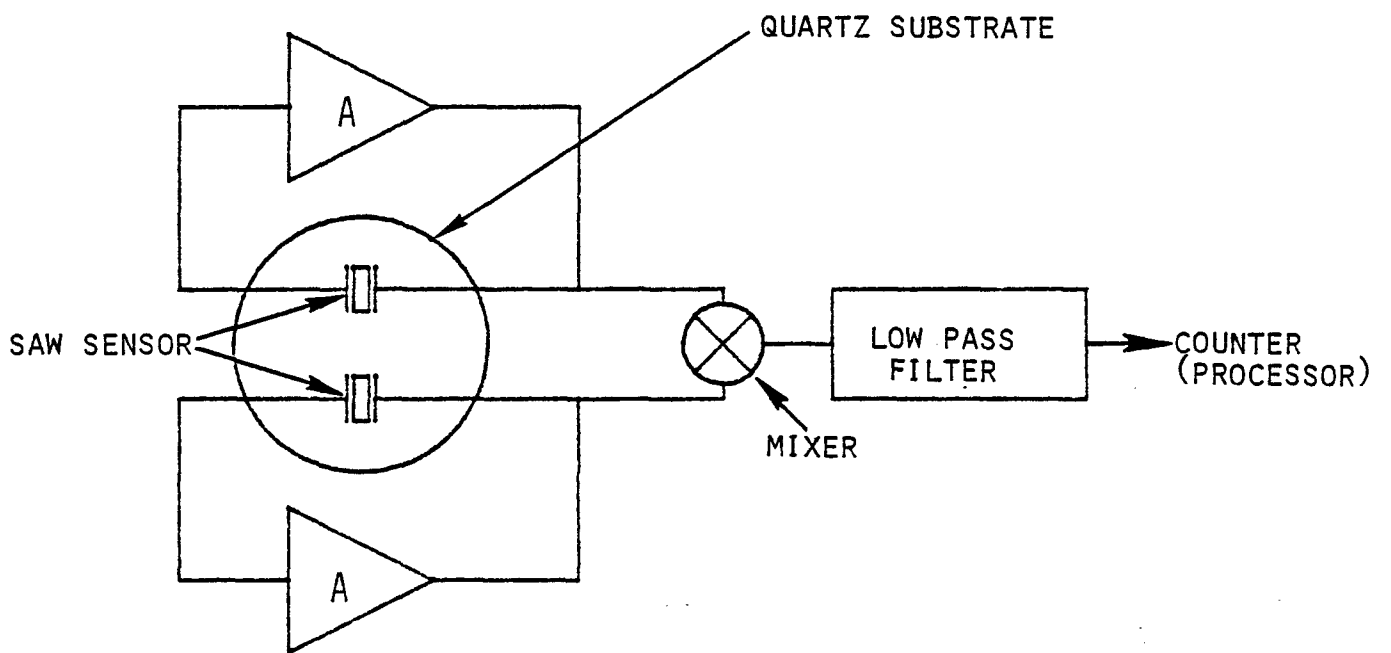 QUARTZ SUBSTRATE
A
SAW SENSOR
LOW PASS
FILTER
COUNTER
(PROCESSOR)
MIXER
A